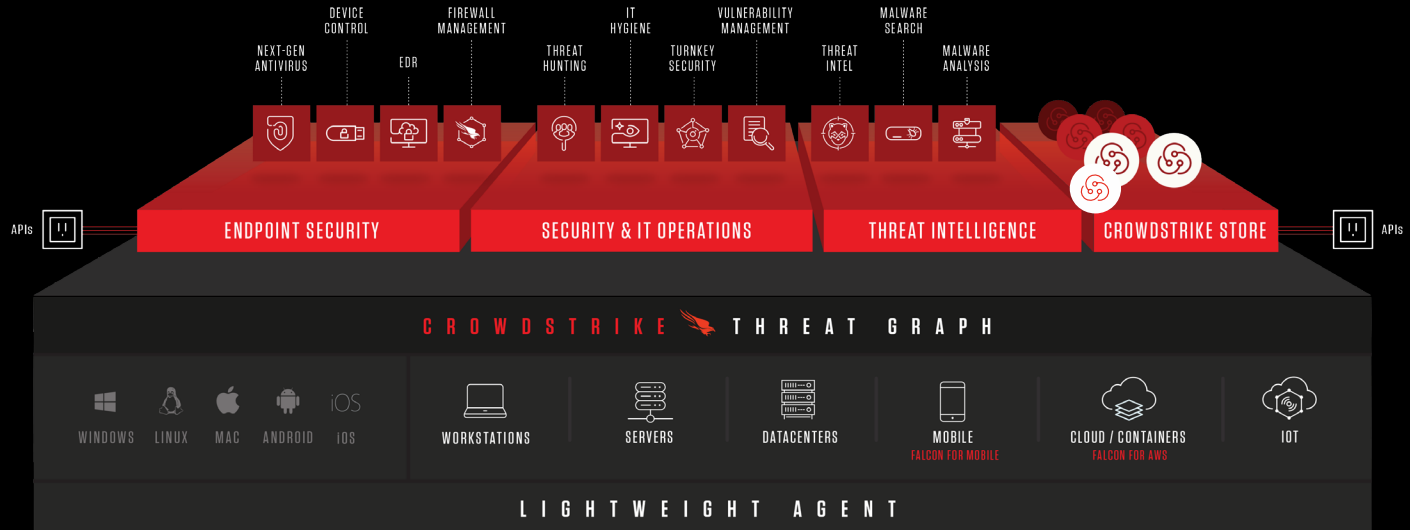 DEVICE
CONTROL
FIREWALL
MANAGEMENT
IT
HYGIENE
VULNERABILITY
MANAGEMENT
MALWARE
SEARCH
NEXT-GEN
ANTIVIRUS
EDR
THREAT
HUNTING
TURNKEY
SECURITY
THREAT
INTEL
MALWARE
ANALYSIS
APIs
ENDPOINT SECURITY
SECURITY & IT OPERATIONS
THREAT INTELLIGENCE
CROWDSTRIKE STORE
APIs
CROWDSTRIKE THREAT GRAPH
iOS
WINDOWS
LINUX
MAC
ANDROID
iOS
WORKSTATIONS
SERVERS
DATACENTERS
MOBILE
FALCON FOR MOBILE
CLOUD / CONTAINERS
FALCON FOR AWS
IOT
LIGHTWEIGHT AGENT